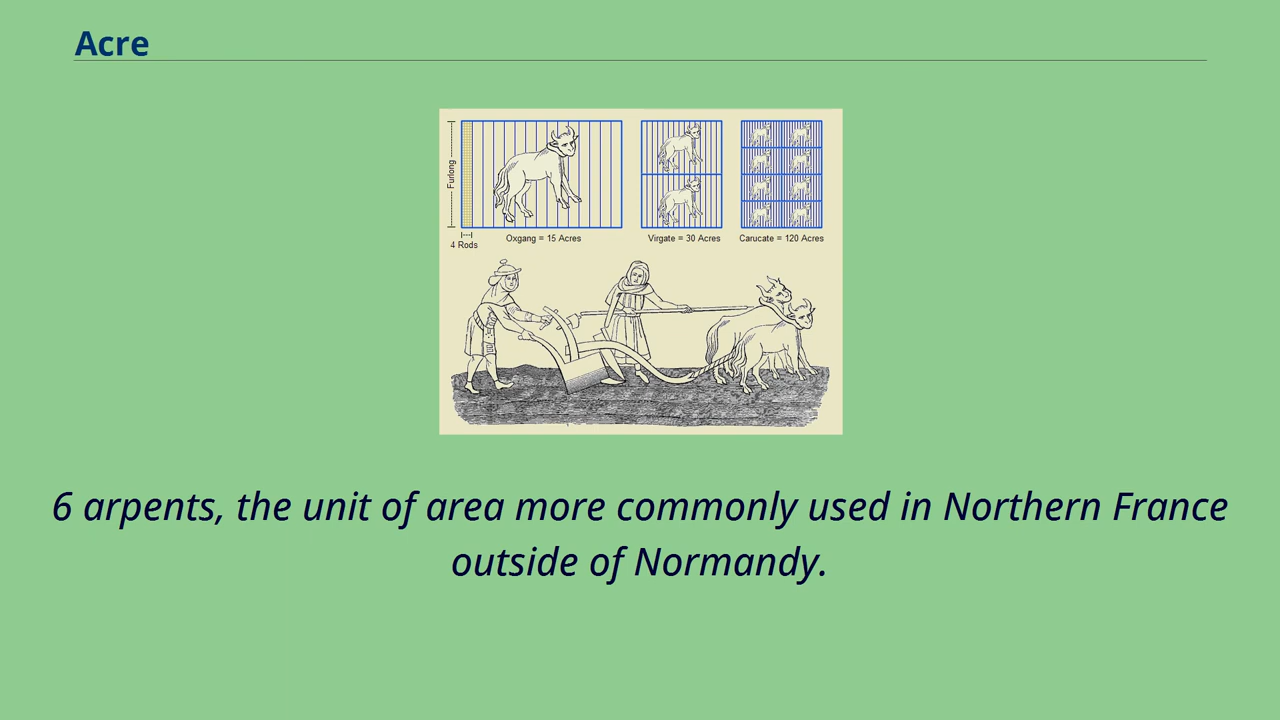 Acre
Furlong
4 Rods
Oxgang = 15 Acres
Virgate = 30 Acres
Carucate = 120 Acres
6 arpents, the unit of area more commonly used in Northern France
outside of Normandy.